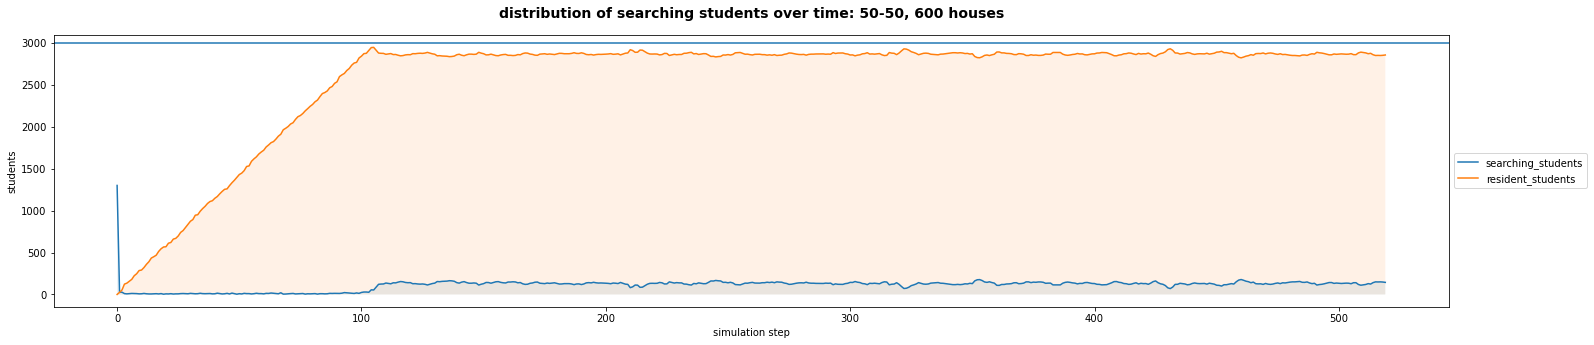 distribution of searching students over time: 50-50, 600 houses
3000
2500
2000
1500
1000
500
0
students
0 100 200 300 400 500
simulation step
searching_students
resident_students